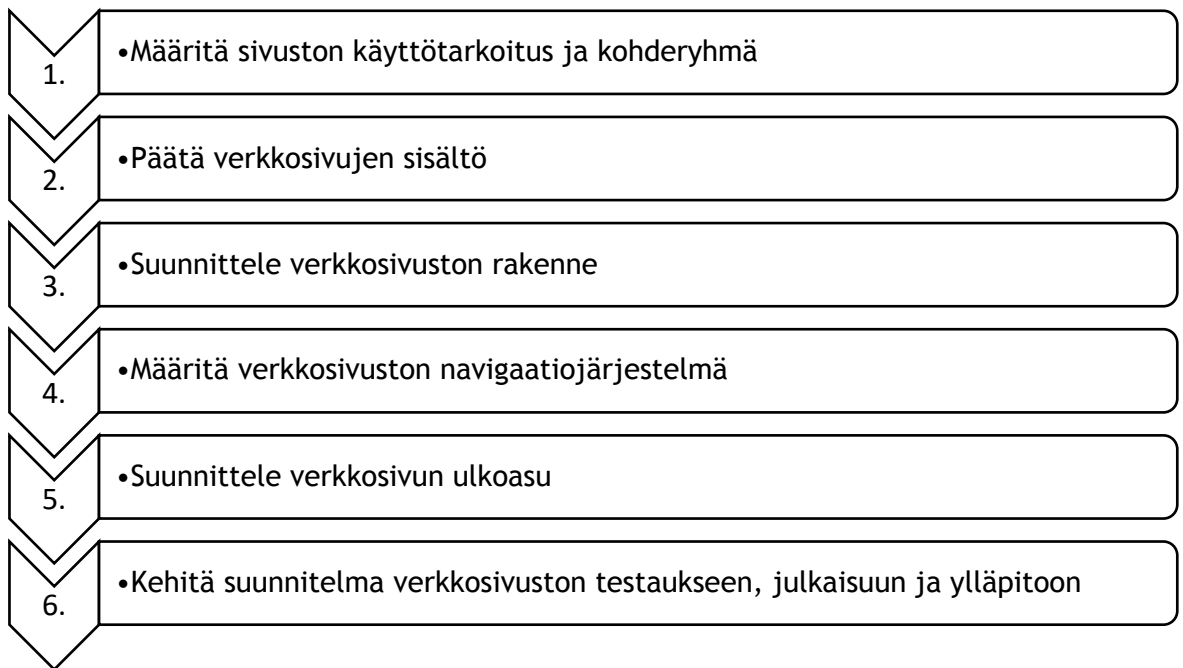 1. •Määritä sivuston käyttötarkoitus ja kohderyhmä
2. •Päätä verkkosivujen sisältö
3. •Suunnittele verkkosivuston rakenne
4. •Määritä verkkosivuston navigaatiojärjestelmä
5. •Suunnittele verkkosivun ulkoasu
6. •Kehitä suunnitelma verkkosivuston testaukseen, julkaisuun ja ylläpitoon